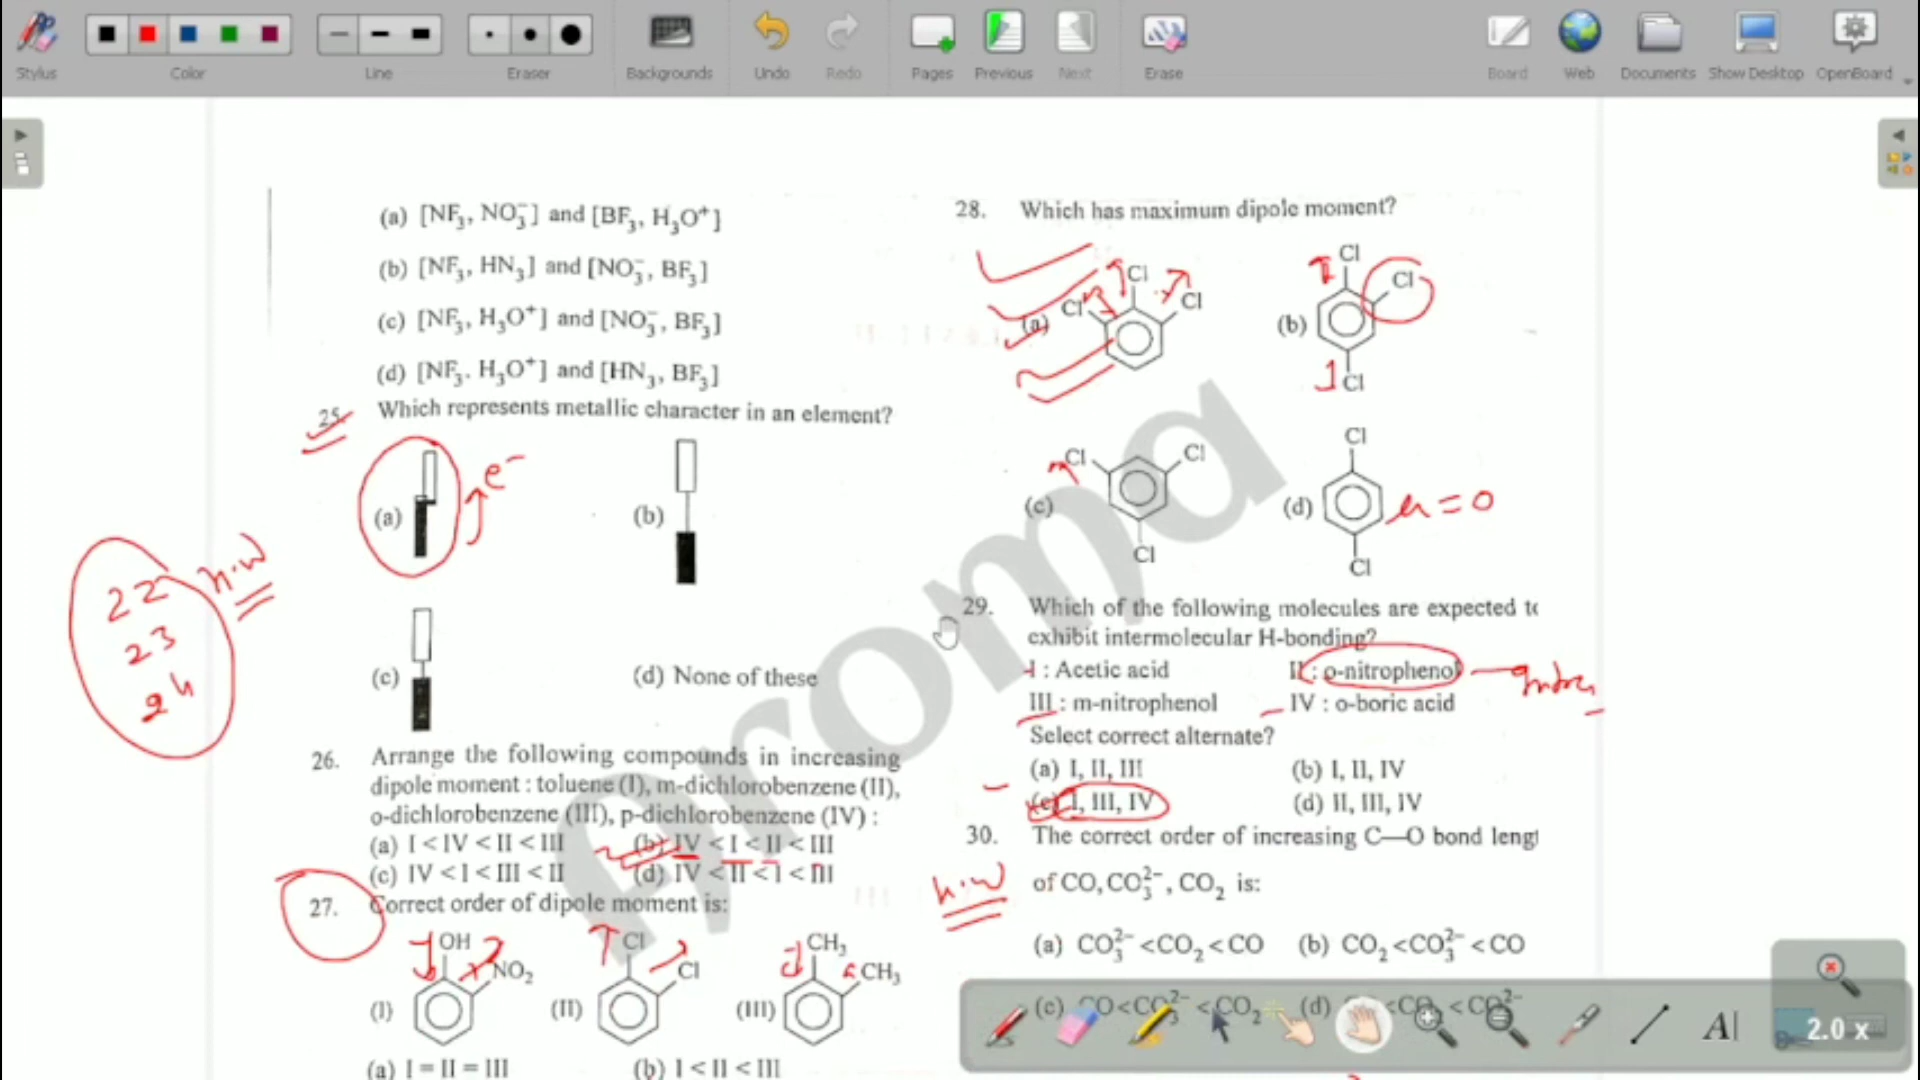 Stylus
Color
Line
Eraser
Backgrounds
Undo
Redo
Pages
Previous
Next
Erase
Board
Web
Documents
Show Desktop
OpenBoard
(a) [NF₃, NO₃⁻] and [BF₃, H₃O⁺]
(b) [NF₃, HN₃] and [NO₃⁻, BF₃]
(c) [NF₃, H₃O⁺] and [NO₃⁻, BF₃]
(d) [NF₃. H₃O⁺] and [HN₃, BF₃]
25. Which represents metallic character in an element?
(a)
e⁻
(b)
(c)
(d) None of these
22
23
24
h.w
26. Arrange the following compounds in increasing
dipole moment : toluene (I), m-dichlorobenzene (II),
o-dichlorobenzene (III), p-dichlorobenzene (IV) :
(a) I < IV < II < III
(b) IV < I < II < III
(c) IV < I < III < II
(d) IV < II < I < III
27. Correct order of dipole moment is:
OH
NO₂
(I)
Cl
Cl
(II)
CH₃
CH₃
(III)
(a) I = II = III
(b) I < II < III
28. Which has maximum dipole moment?
Cl
Cl
Cl
(a)
Cl
Cl
Cl
(b)
Cl
Cl
Cl
(c)
Cl
Cl
(d)
μ = 0
29. Which of the following molecules are expected to
exhibit intermolecular H-bonding?
I : Acetic acid
II : o-nitrophenol
III : m-nitrophenol
IV : o-boric acid
Select correct alternate?
(a) I, II, III
(b) I, II, IV
(c) I, III, IV
(d) II, III, IV
30. The correct order of increasing C—O bond lengt
h.w
of CO, CO₃²⁻, CO₂ is:
(a) CO₃²⁻ < CO₂ < CO
(b) CO₂ < CO₃²⁻ < CO
(c) CO < CO₃²⁻ < CO₂
(d) < CO₂ < CO₃²⁻
Aroma
2.0 x